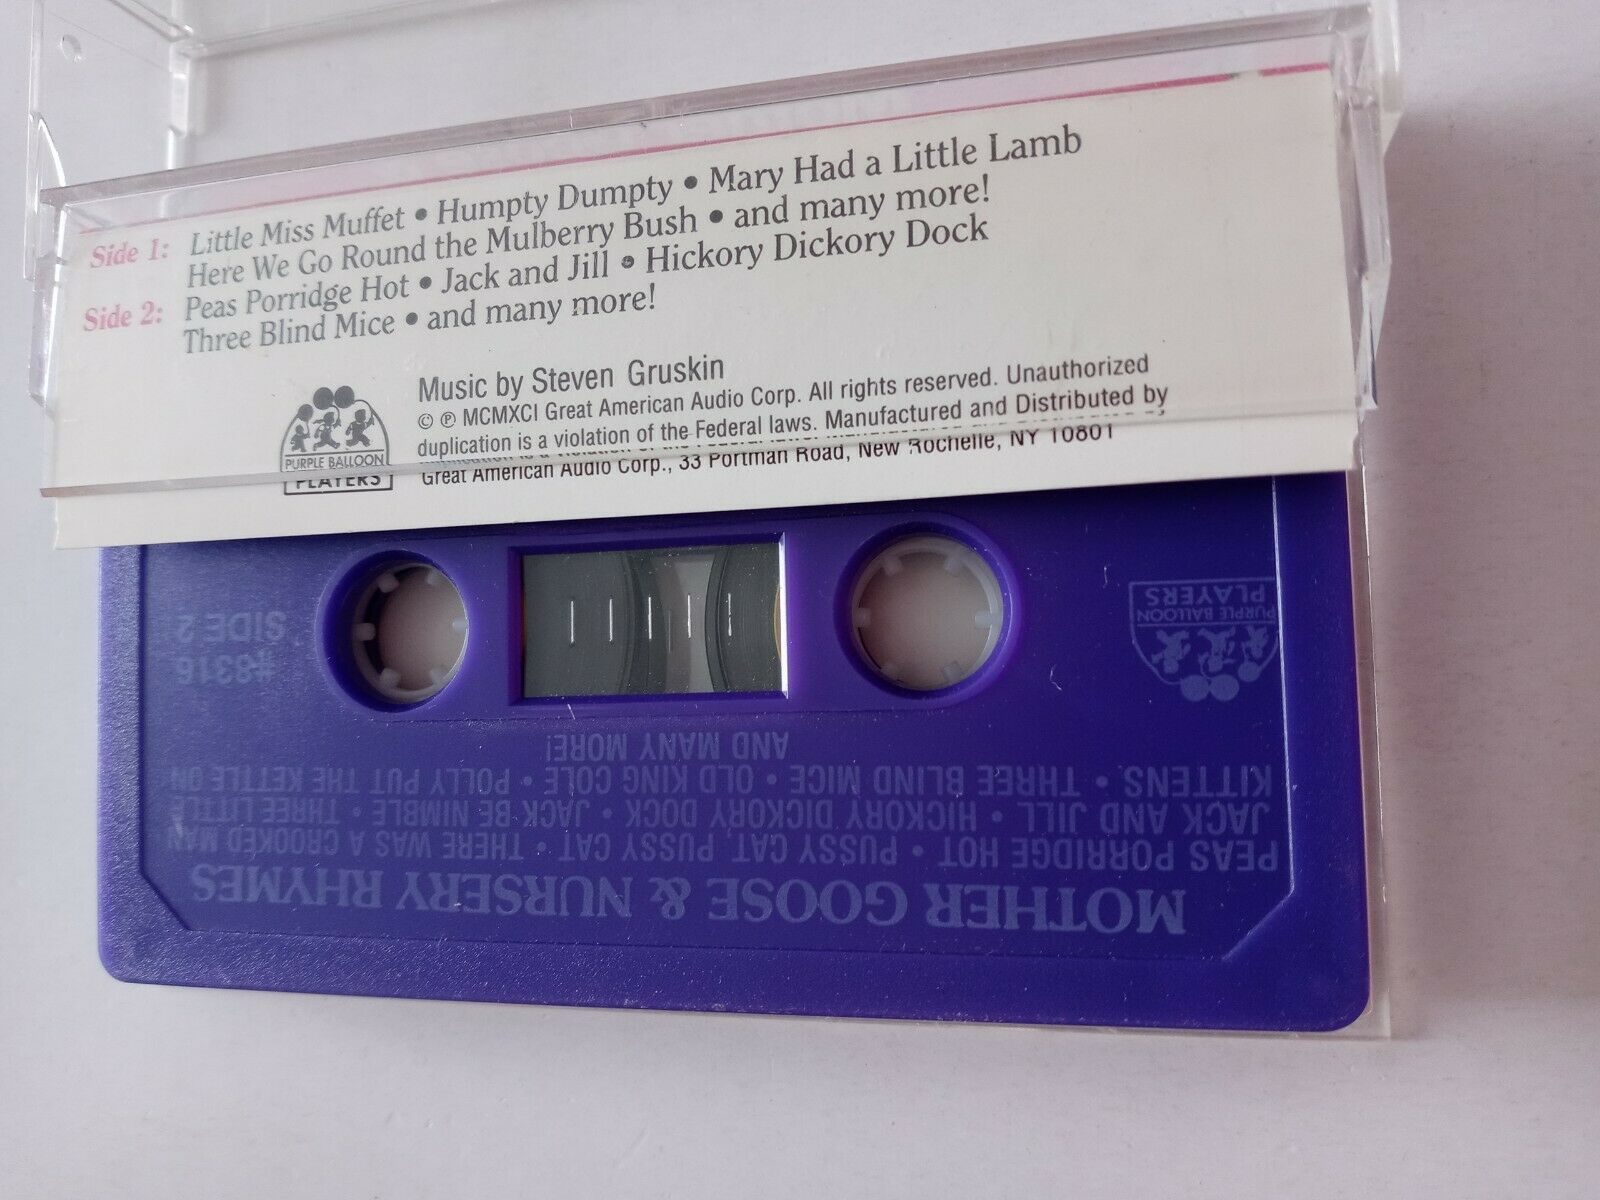 Side 1: Little Miss Muffet • Humpty Dumpty • Mary Had a Little Lamb
Here We Go Round the Mulberry Bush • and many more!
Side 2: Peas Porridge Hot • Jack and Jill • Hickory Dickory Dock
Three Blind Mice • and many more!
Music by Steven Gruskin
© ℗ MCMXCI Great American Audio Corp. All rights reserved. Unauthorized
duplication is a violation of the Federal laws. Manufactured and Distributed by
Great American Audio Corp., 33 Portman Road, New Rochelle, NY 10801
PURPLE BALLOON
PLAYERS
MOTHER GOOSE & NURSERY RHYMES
PEAS PORRIDGE HOT • PUSSY CAT, PUSSY CAT • THERE WAS A CROOKED MAN
JACK AND JILL • HICKORY DICKORY DOCK • JACK BE NIMBLE • THREE LITTLE
KITTENS • THREE BLIND MICE • OLD KING COLE • POLLY PUT THE KETTLE ON
AND MANY MORE!
PURPLE BALLOON
PLAYERS
#8316
SIDE 2